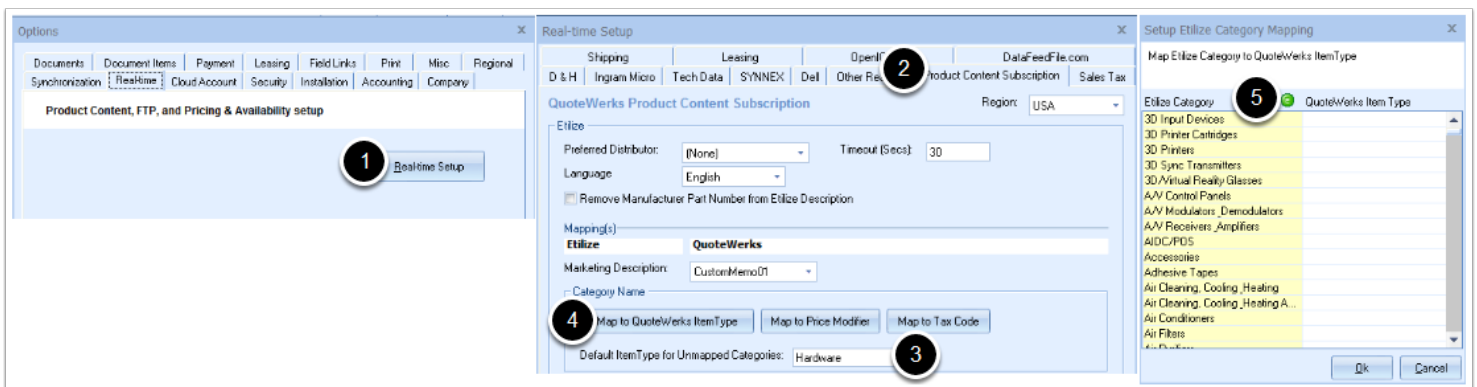 Options x
Documents Document Items Payment Leasing Field Links Print Misc Regional
Synchronization Real-time Cloud Account Security Installation Accounting Company
Product Content, FTP, and Pricing & Availability setup
1
Real-time Setup
Real-time Setup x
Shipping Leasing DataFeedFile.com
2
D & H Ingram Micro Tech Data SYNNEX Dell Other Product Content Subscription Sales Tax
QuoteWerks Product Content Subscription Region: USA
Etilize
Preferred Distributor: (None) Timeout (Secs): 30
Language English
Remove Manufacturer Part Number from Etilize Description
Mapping(s)
Etilize QuoteWerks
Marketing Description: CustomMemo01
Category Name
4 Map to QuoteWerks ItemType Map to Price Modifier Map to Tax Code
Default ItemType for Unmapped Categories: Hardware 3
Setup Etilize Category Mapping x
Map Etilize Category to QuoteWerks ItemType
Etilize Category 5 QuoteWerks Item Type
3D Input Devices
3D Printer Cartridges
3D Printers
3D Sync Transmitters
3D/Virtual Reality Glasses
A/V Control Panels
A/V Modulators_Demodulators
A/V Receivers_Amplifiers
AIDC/POS
Accessories
Adhesive Tapes
Air Cleaning, Cooling_Heating
Air Cleaning, Cooling_Heating A...
Air Conditioners
Air Filters
Ok Cancel